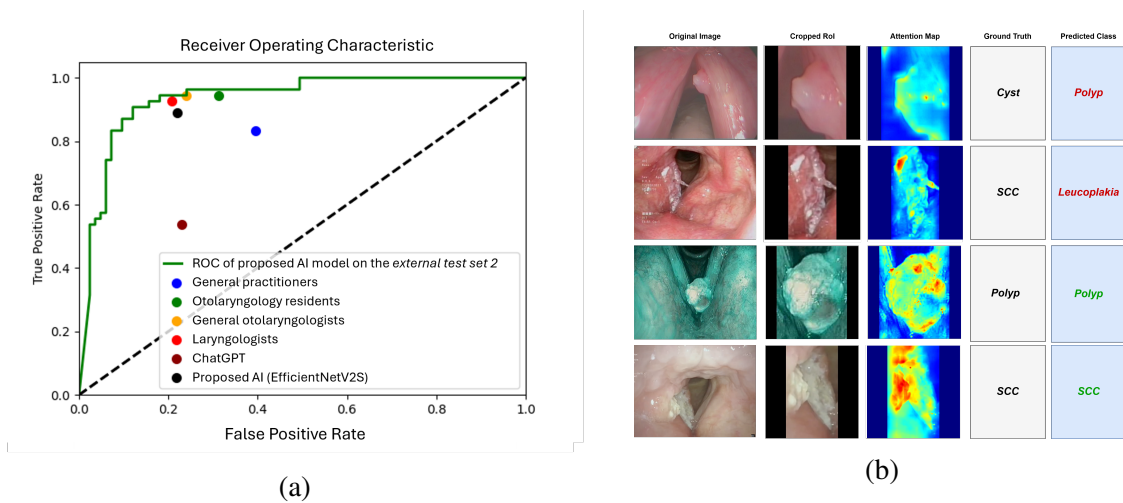 Receiver Operating Characteristic
1.0
0.8
0.6
0.4
0.2
0.0
True Positive Rate
ROC of proposed AI model on the external test set 2
General practitioners
Otolaryngology residents
General otolaryngologists
Laryngologists
ChatGPT
Proposed AI (EfficientNetV2S)
0.0 0.2 0.4 0.6 0.8 1.0
False Positive Rate
(a)
Original Image Cropped RoI Attention Map Ground Truth Predicted Class
Cyst Polyp
SCC Leucoplakia
Polyp Polyp
SCC SCC
(b)